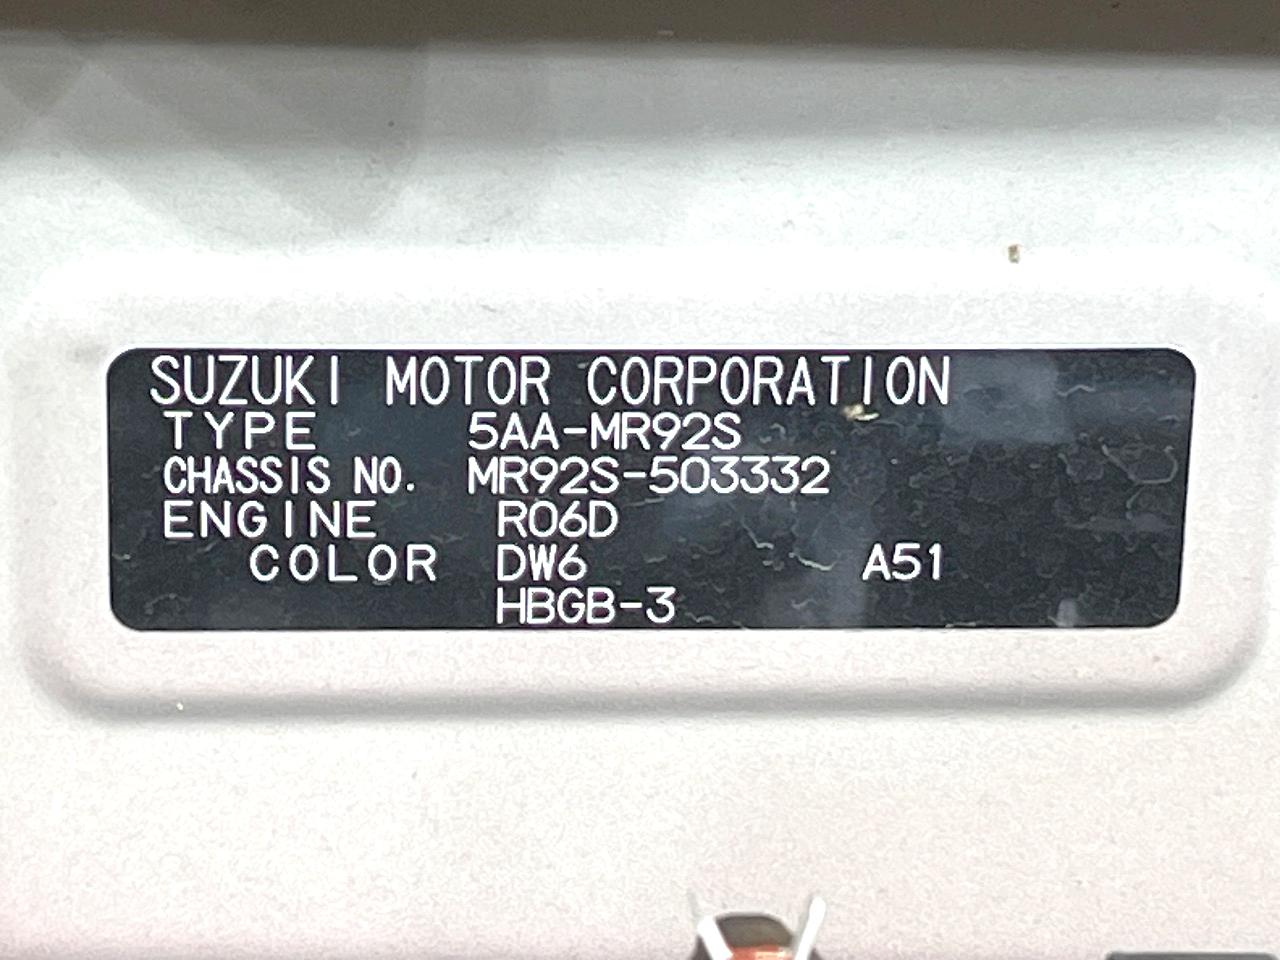 SUZUKI MOTOR CORPORATION
TYPE 5AA-MR92S
CHASSIS NO. MR92S-503332
ENGINE R06D
COLOR DW6 A51
HBGB-3